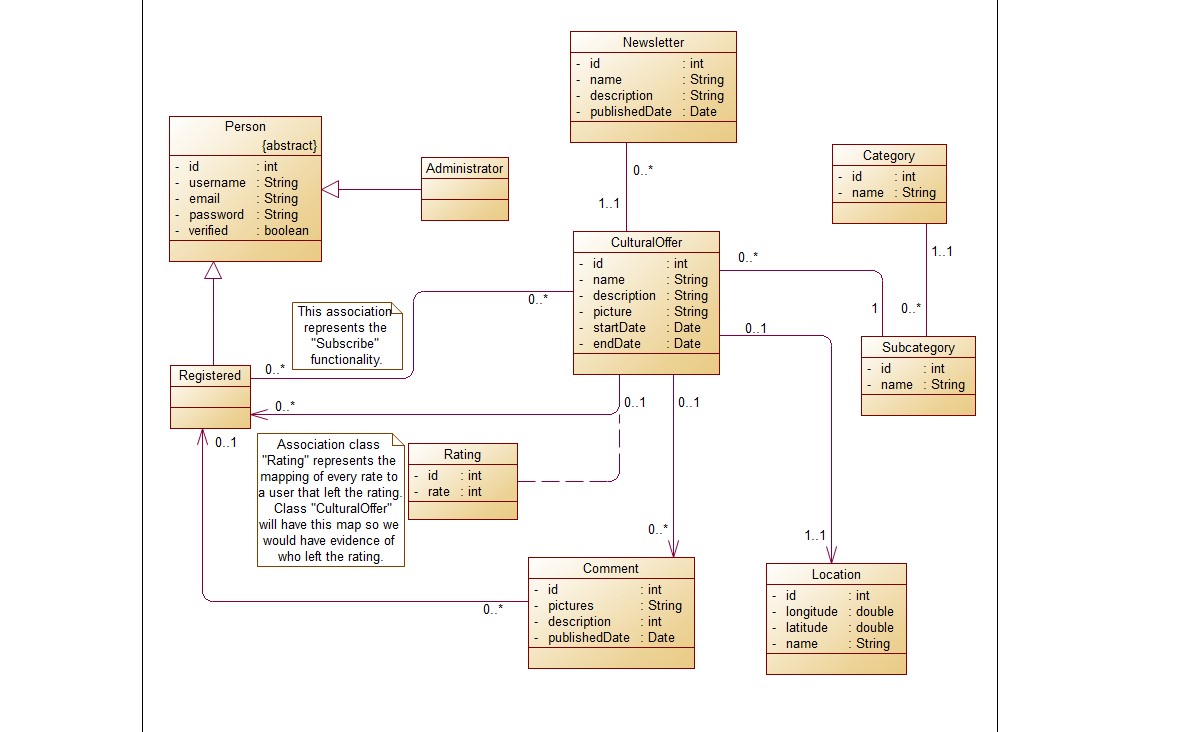 Newsletter
- id : int
- name : String
- description : String
- publishedDate : Date
Person
{abstract}
- id : int
- username : String
- email : String
- password : String
- verified : boolean
Administrator
Category
- id : int
- name : String
0..*
1..1
CulturalOffer
- id : int
- name : String
- description : String
- picture : String
- startDate : Date
- endDate : Date
0..*
1
1..1
0..*
Subcategory
- id : int
- name : String
This association
represents the
"Subscribe"
functionality.
0..*
0..*
Registered
0..*
0..1
0..1
0..1
1..1
0..1
Association class
"Rating" represents the
mapping of every rate to
a user that left the rating.
Class "CulturalOffer"
will have this map so we
would have evidence of
who left the rating.
Rating
- id : int
- rate : int
0..*
0..*
Comment
- id : int
- pictures : String
- description : int
- publishedDate : Date
Location
- id : int
- longitude : double
- latitude : double
- name : String